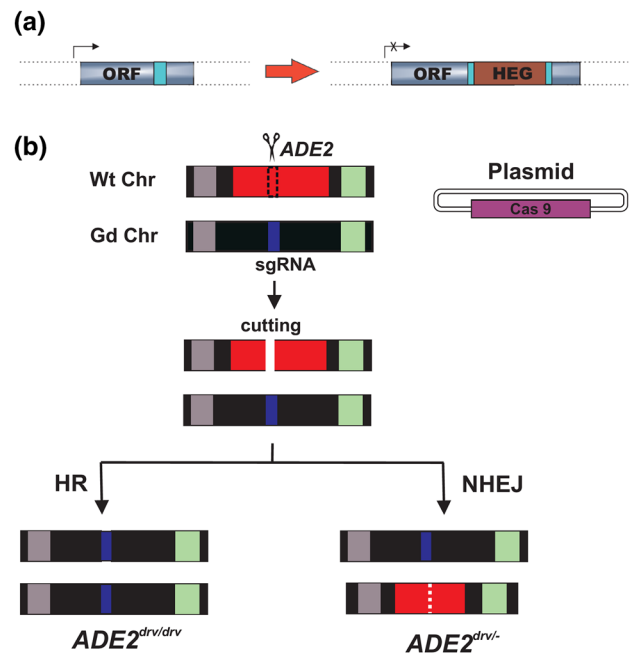 (a)
ORF
ORF HEG
(b)
ADE2
Wt Chr
Plasmid
Cas 9
Gd Chr
sgRNA
cutting
HR
NHEJ
ADE2drv/drv
ADE2drv/-